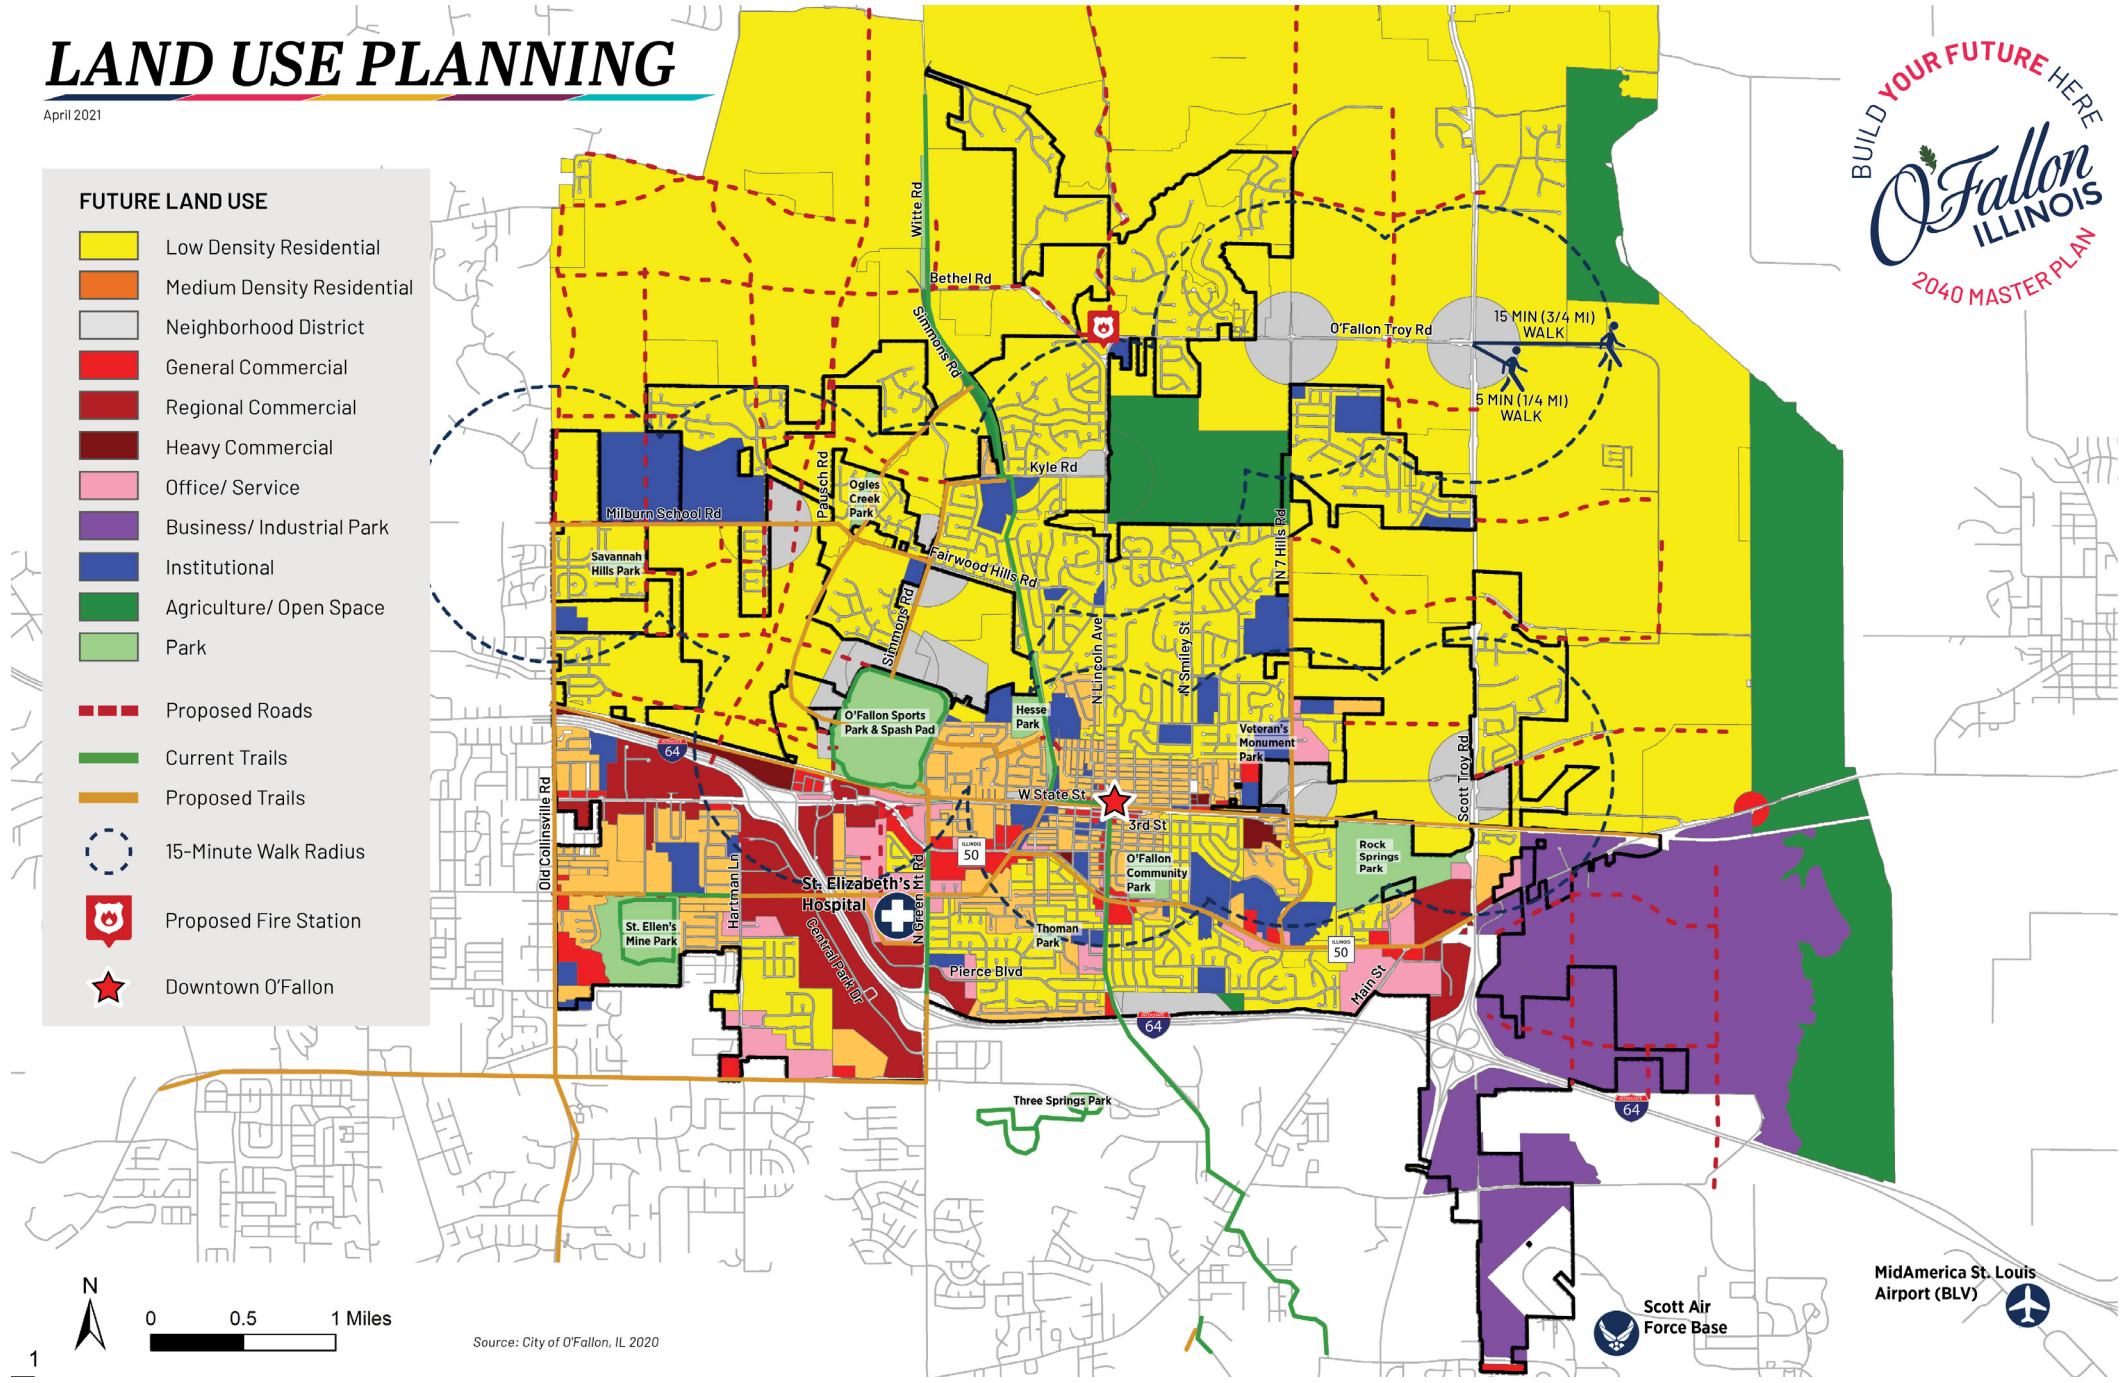 LAND USE PLANNING
April 2021
BUILD YOUR FUTURE HERE
O'Fallon
ILLINOIS
2040 MASTER PLAN
FUTURE LAND USE
Low Density Residential
Medium Density Residential
Neighborhood District
General Commercial
Regional Commercial
Heavy Commercial
Office/ Service
Business/ Industrial Park
Institutional
Agriculture/ Open Space
Park
Proposed Roads
Current Trails
Proposed Trails
15-Minute Walk Radius
Proposed Fire Station
Downtown O'Fallon
Witte Rd
Bethel Rd
Simmons Rd
O'Fallon Troy Rd
15 MIN (3/4 MI)
WALK
5 MIN (1/4 MI)
WALK
Kyle Rd
Pausch Rd
Ogles
Creek
Park
Milburn School Rd
Savannah
Hills Park
Fairwood Hills Rd
N 7 Hills Rd
Simmons Rd
N Lincoln Ave
N Smiley St
O'Fallon Sports
Park & Spash Pad
Hesse
Park
Veteran's
Monument
Park
Scott Troy Rd
INTERSTATE
64
Old Collinsville Rd
W State St
3rd St
ILLINOIS
50
O'Fallon
Community
Park
Rock
Springs
Park
Hartman Ln
St. Elizabeth's
Hospital
N Green Mt Rd
Central Park Dr
St. Ellen's
Mine Park
Thoman
Park
Pierce Blvd
ILLINOIS
50
Main St
INTERSTATE
64
Three Springs Park
INTERSTATE
64
MidAmerica St. Louis
Airport (BLV)
Scott Air
Force Base
N
0 0.5 1 Miles
Source: City of O'Fallon, IL 2020
1